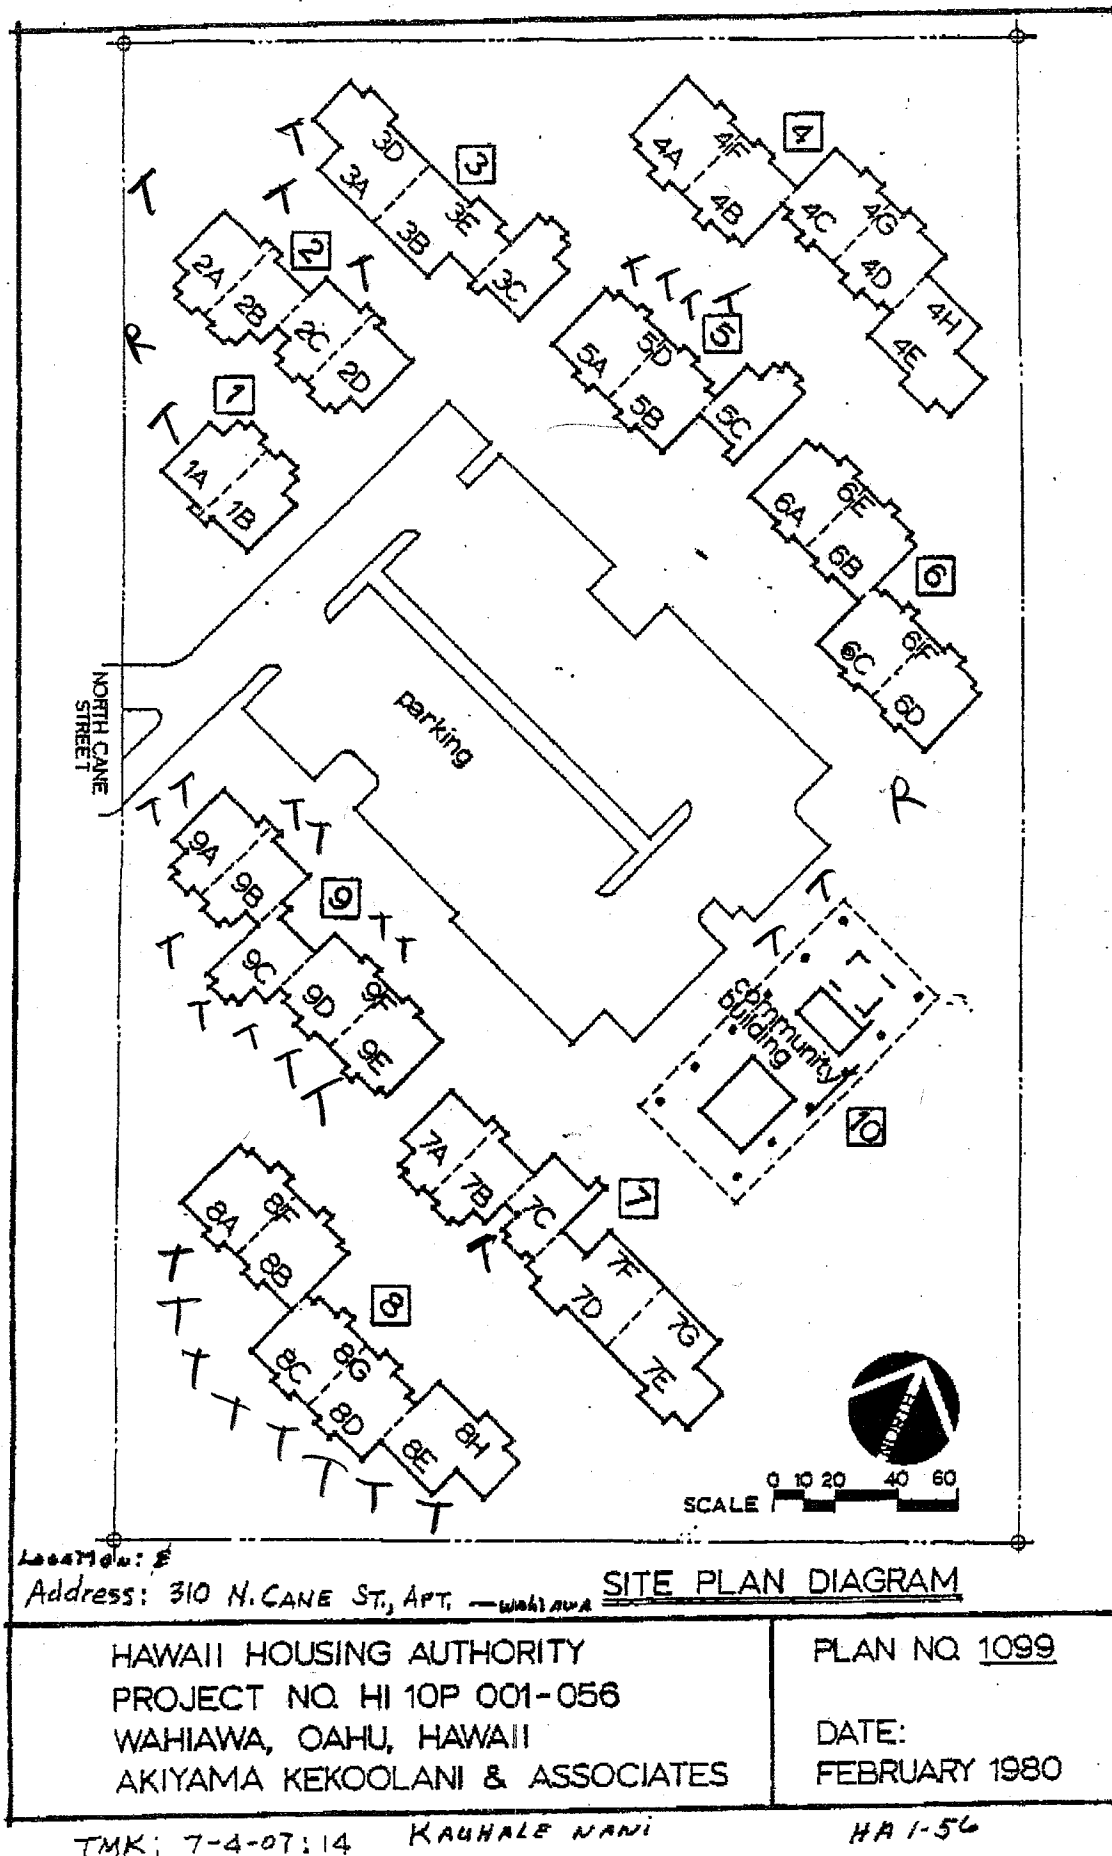 3D
3A
3E
3B
3C
3
4A
4F
4B
4
4C
4G
4D
4H
4E
T
T
T
T
2A
2B
2
2C
2D
T
T
T
T
5
5A
5D
5B
5C
R
1
T
1A
1B
6A
6E
6B
6
6C
6F
6D
R
NORTH CANE
STREET
parking
T
T
T
T
9A
9B
9
T
T
T
9C
9D
9F
9E
T
T
T
T
T
T
community
building
10
7A
7B
7C
7
7F
7D
7G
7E
T
8A
8F
8B
8
8C
8G
8D
8E
8H
T
T
T
T
T
T
T
T
NORTH
0 10 20 40 60
SCALE
LOCATION: E
Address: 310 N. CANE ST., APT. — WAHIAWA
SITE PLAN DIAGRAM
HAWAII HOUSING AUTHORITY
PROJECT NO. HI 10P 001-056
WAHIAWA, OAHU, HAWAII
AKIYAMA KEKOOLANI & ASSOCIATES
PLAN NO. 1099
DATE:
FEBRUARY 1980
TMK: 7-4-07:14
KAUHALE NANI
HA 1-56